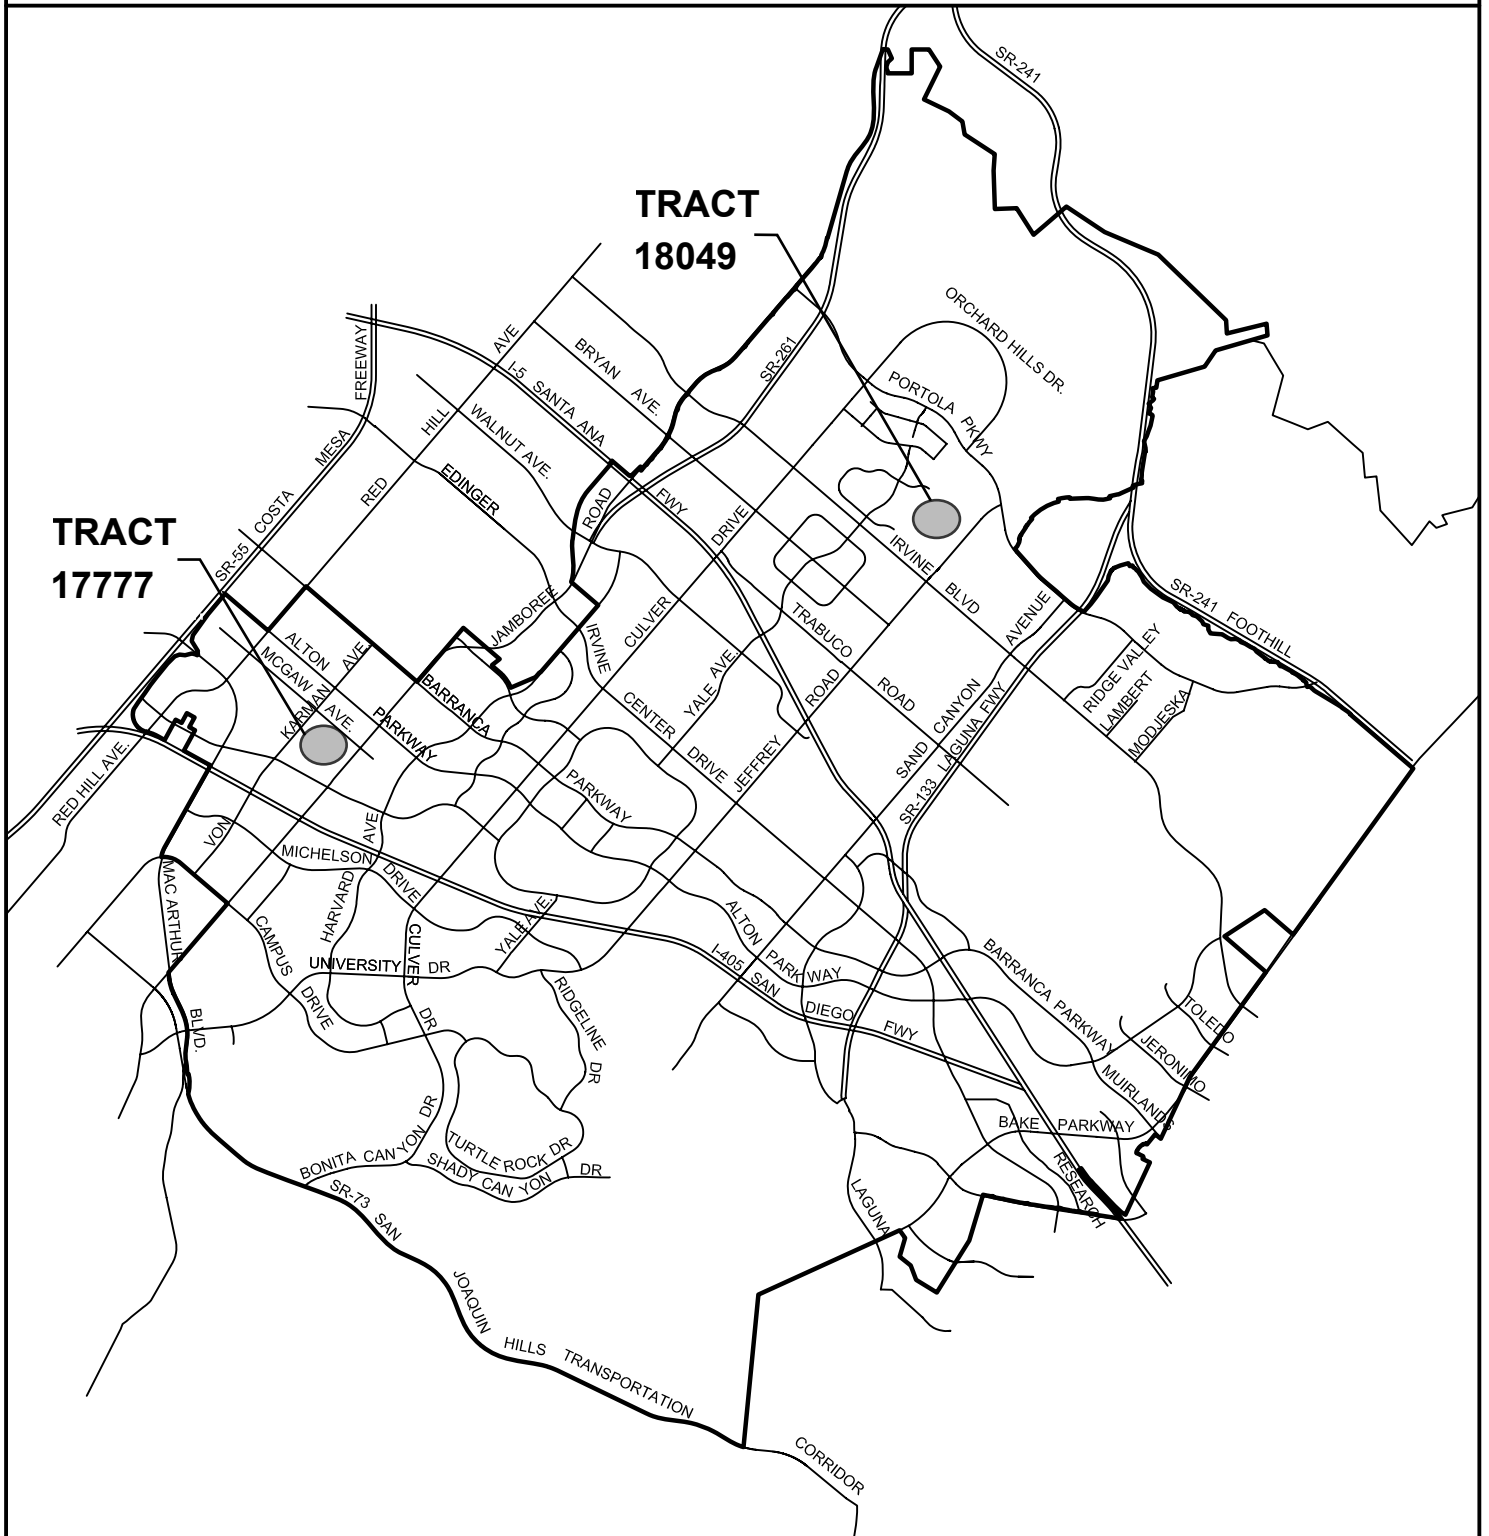 SR-241
TRACT
18049
ORCHARD HILLS DR.
SR-261
FREEWAY
AVE
BRYAN AVE.
I-5 SANTA ANA
PORTOLA PKWY
HILL
WALNUT AVE.
MESA
EDINGER
RED
COSTA
ROAD
FWY
DRIVE
TRACT
17777
SR-55
IRVINE BLVD
SR-241 FOOTHILL
JAMBOREE
AVENUE
CULVER
TRABUCO
ROAD
IRVINE
RIDGE VALLEY
ALTON
AVE.
MCGAW
AVE.
KARMAN
BARRANCA
YALE AVE.
ROAD
LAMBERT
MODJESKA
SAND CANYON
CENTER
DRIVE
PARKWAY
JEFFREY
SR-133 LAGUNA FWY
RED HILL AVE.
PARKWAY
VON
AVE
MICHELSON
DRIVE
MAC ARTHUR
HARVARD
CAMPUS
CULVER
YALE AVE.
ALTON
PARK WAY
BARRANCA PARKWAY
UNIVERSITY DR
I-405 SAN
DIEGO
FWY
DRIVE
RIDGELINE
DR
DR
BLVD.
TOLEDO
JERONIMO
MUIRLANDS
BAKE PARKWAY
DR
TURTLE ROCK DR
BONITA CAN YON
SHADY CAN YON DR
RESEARCH
LAGUNA
SR-73 SAN
JOAQUIN
HILLS TRANSPORTATION
CORRIDOR